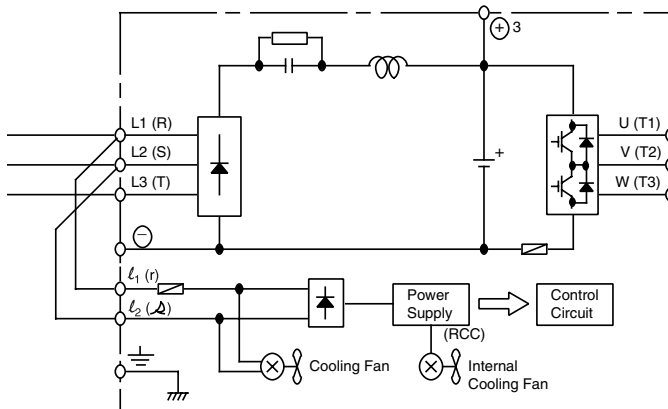 ⊕ 3
L1 (R)
L2 (S)
L3 (T)
U (T1)
V (T2)
W (T3)
+
⊖
ℓ1 (r)
ℓ2 (s)
Power
Supply
(RCC)
Control
Circuit
Cooling Fan
Internal
Cooling Fan